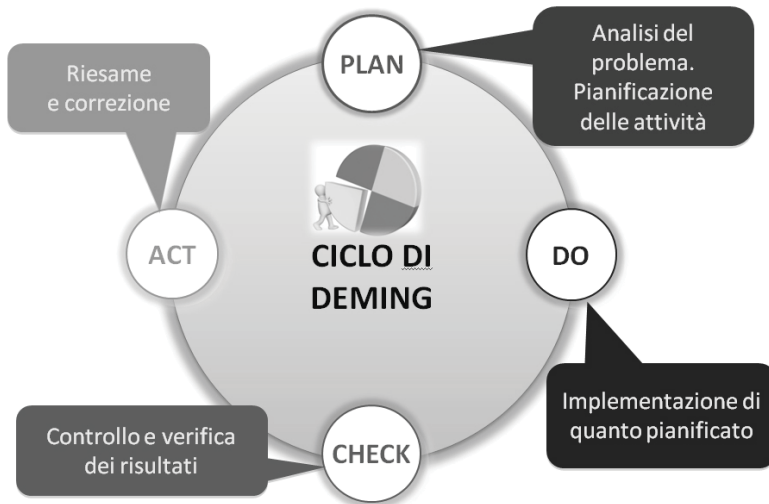 PLAN
Analisi del
problema.
Pianificazione
delle attività
Riesame
e correzione
ACT
CICLO DI
DEMING
DO
Implementazione di
quanto pianificato
Controllo e verifica
dei risultati
CHECK